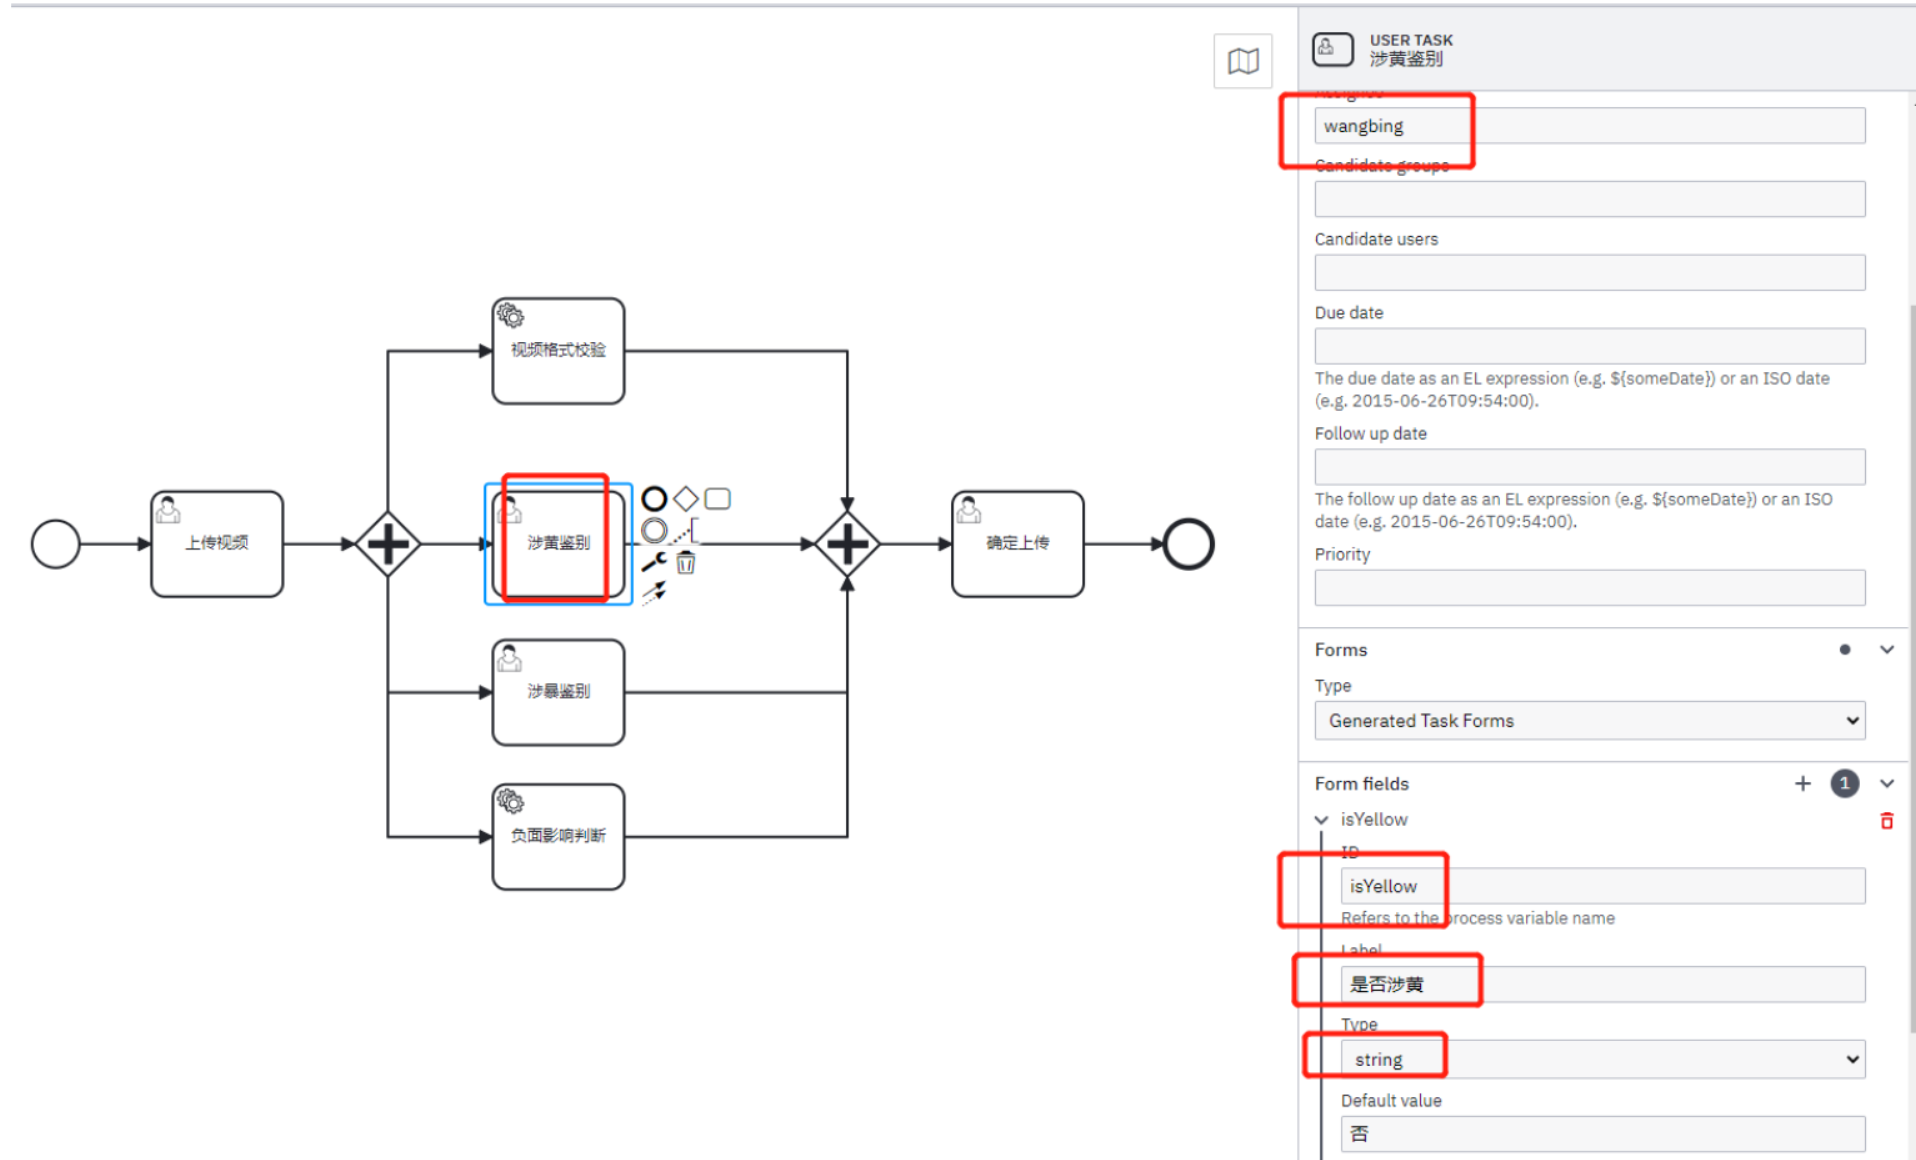 视频格式校验
上传视频
涉黄鉴别
确定上传
涉暴鉴别
负面影响判断
USER TASK
涉黄鉴别
Assignee
wangbing
Candidate groups
Candidate users
Due date
The due date as an EL expression (e.g. ${someDate}) or an ISO date
(e.g. 2015-06-26T09:54:00).
Follow up date
The follow up date as an EL expression (e.g. ${someDate}) or an ISO
date (e.g. 2015-06-26T09:54:00).
Priority
Forms
Type
Generated Task Forms
Form fields
1
isYellow
ID
isYellow
Refers to the process variable name
Label
是否涉黄
Type
string
Default value
否